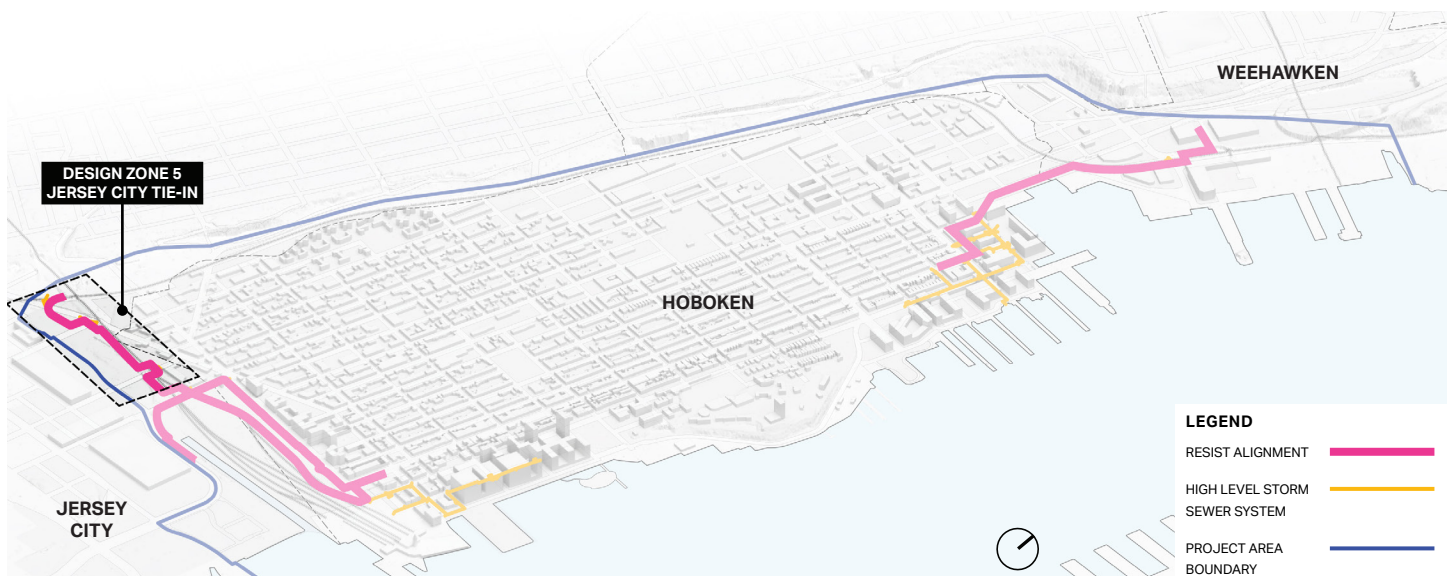 WEEHAWKEN
DESIGN ZONE 5
JERSEY CITY TIE-IN
HOBOKEN
JERSEY
CITY
LEGEND
RESIST ALIGNMENT
HIGH LEVEL STORM
SEWER SYSTEM
PROJECT AREA
BOUNDARY